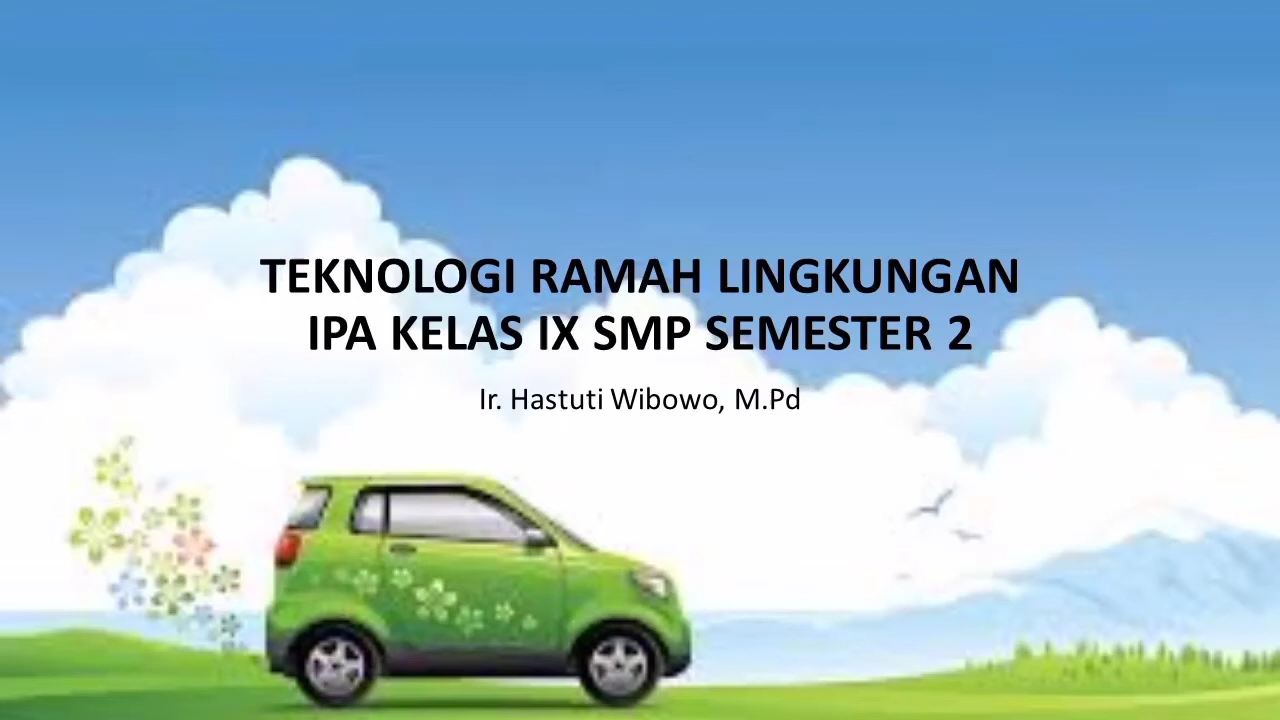 TEKNOLOGI RAMAH LINGKUNGAN
IPA KELAS IX SMP SEMESTER 2
Ir. Hastuti Wibowo, M.Pd